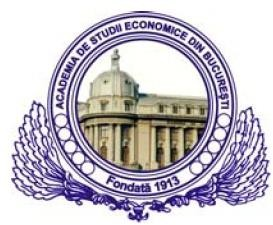 ACADEMIA DE STUDII ECONOMICE DIN BUCUREȘTI
Fondată 1913